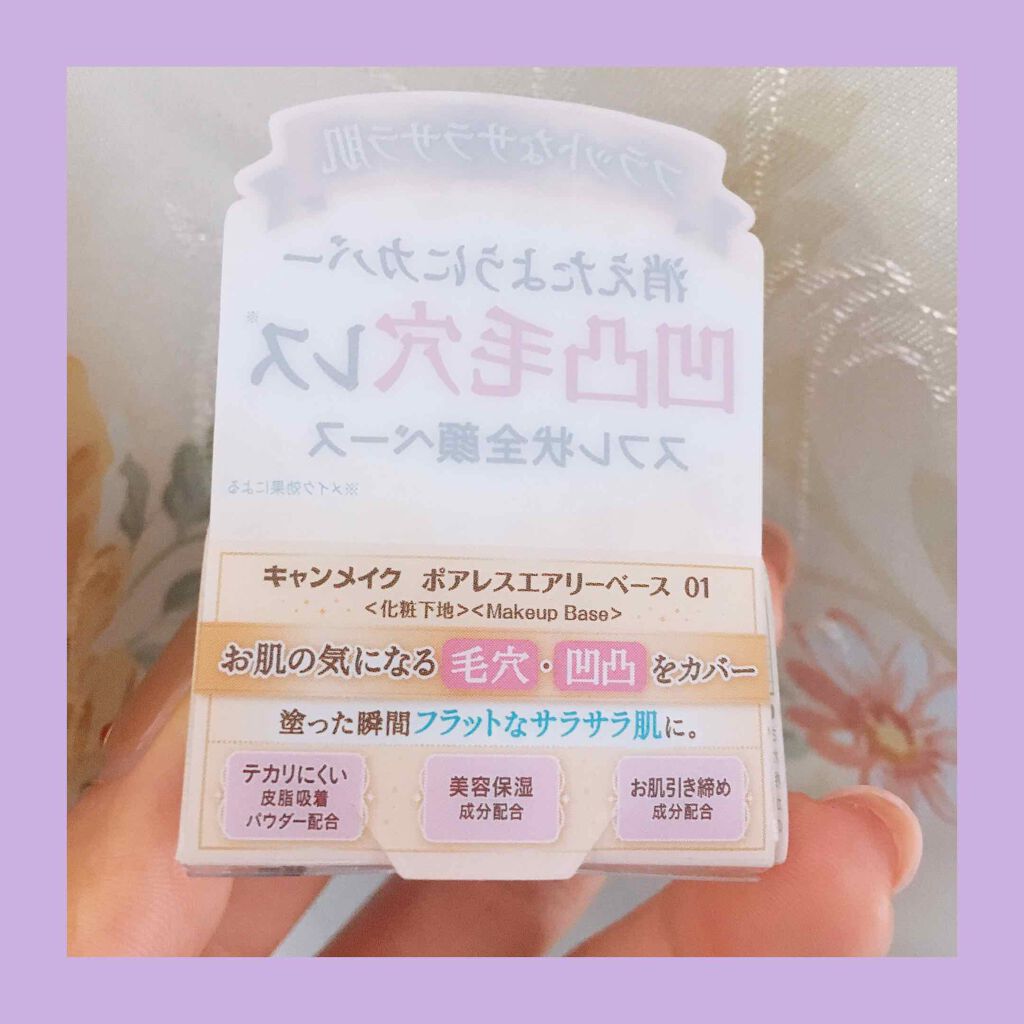 フラットなサラサラ肌
消えたようにカバー
凹凸毛穴レス※
スフレ状全顔ベース
※メイク効果による
キャンメイク ポアレスエアリーベース 01
<化粧下地><Makeup Base>
お肌の気になる 毛穴・凹凸 をカバー
塗った瞬間フラットなサラサラ肌に。
テカリにくい
皮脂吸着
パウダー配合
美容保湿
成分配合
お肌引き締め
成分配合